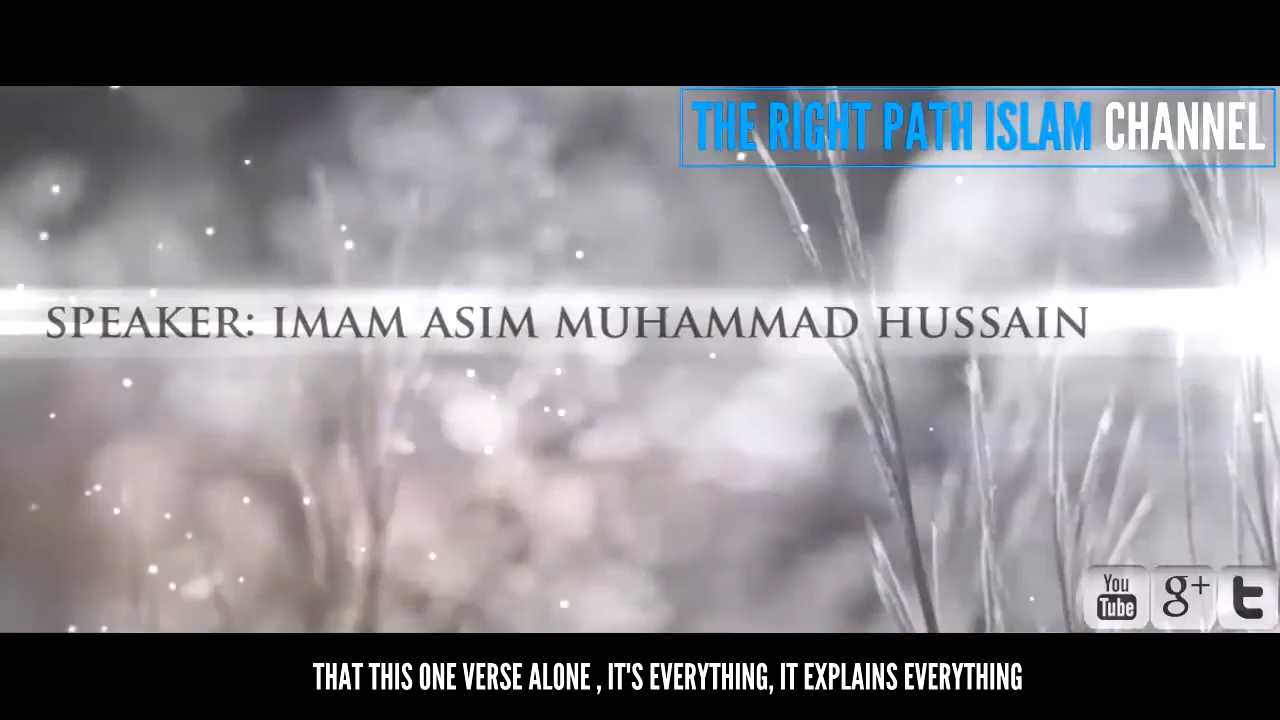 THE RIGHT PATH ISLAM CHANNEL
SPEAKER: IMAM ASIM MUHAMMAD HUSSAIN
You Tube g+ t
THAT THIS ONE VERSE ALONE , IT'S EVERYTHING, IT EXPLAINS EVERYTHING